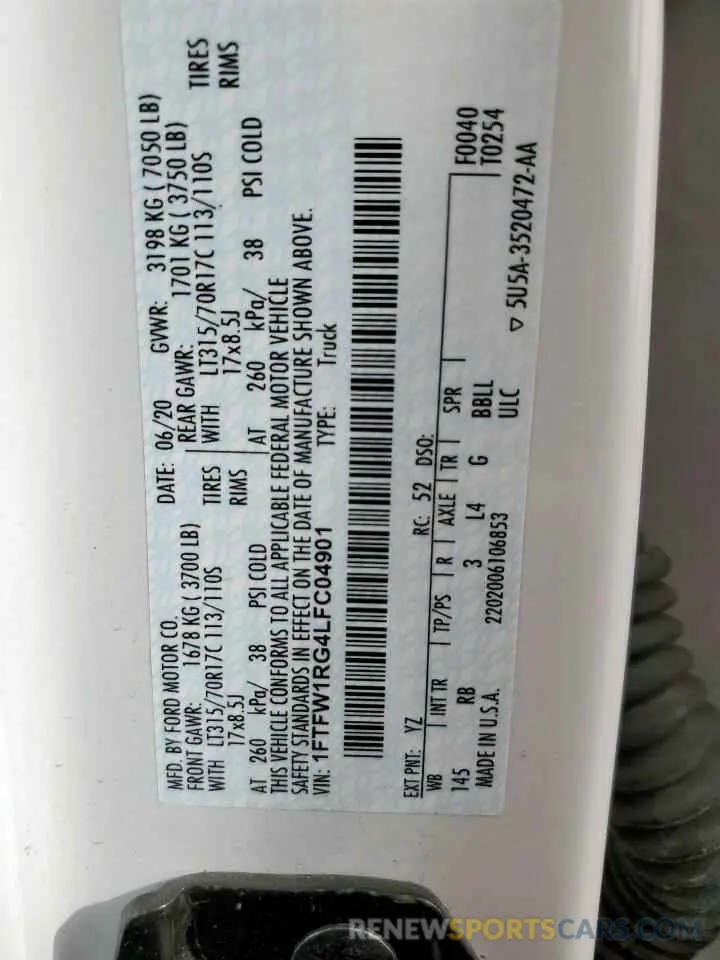 MFD. BY FORD MOTOR CO.
DATE: 06/20 GVWR: 3198 KG ( 7050 LB)
FRONT GAWR: 1678 KG ( 3700 LB)
REAR GAWR: 1701 KG ( 3750 LB)
WITH LT315/70R17C 113/110S TIRES
WITH LT315/70R17C 113/110S TIRES
17x8.5J RIMS
17x8.5J RIMS
AT 260 kPa/ 38 PSI COLD
AT 260 kPa/ 38 PSI COLD
THIS VEHICLE CONFORMS TO ALL APPLICABLE FEDERAL MOTOR VEHICLE
SAFETY STANDARDS IN EFFECT ON THE DATE OF MANUFACTURE SHOWN ABOVE.
VIN: 1FTFW1RG4LFC04901 TYPE: Truck
EXT PNT: YZ RC: 52 DSO:
WB INT TR TP/PS R AXLE TR SPR
F0040
145 RB 3 L4 G BBLL
T0254
MADE IN U.S.A. 2202006106853 ULC
▽ 5U5A-3520472-AA
RENEWSPORTSCARS.COM